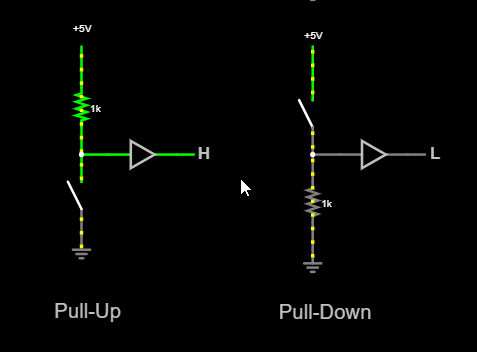 +5V
1k
H
Pull-Up
+5V
L
1k
Pull-Down